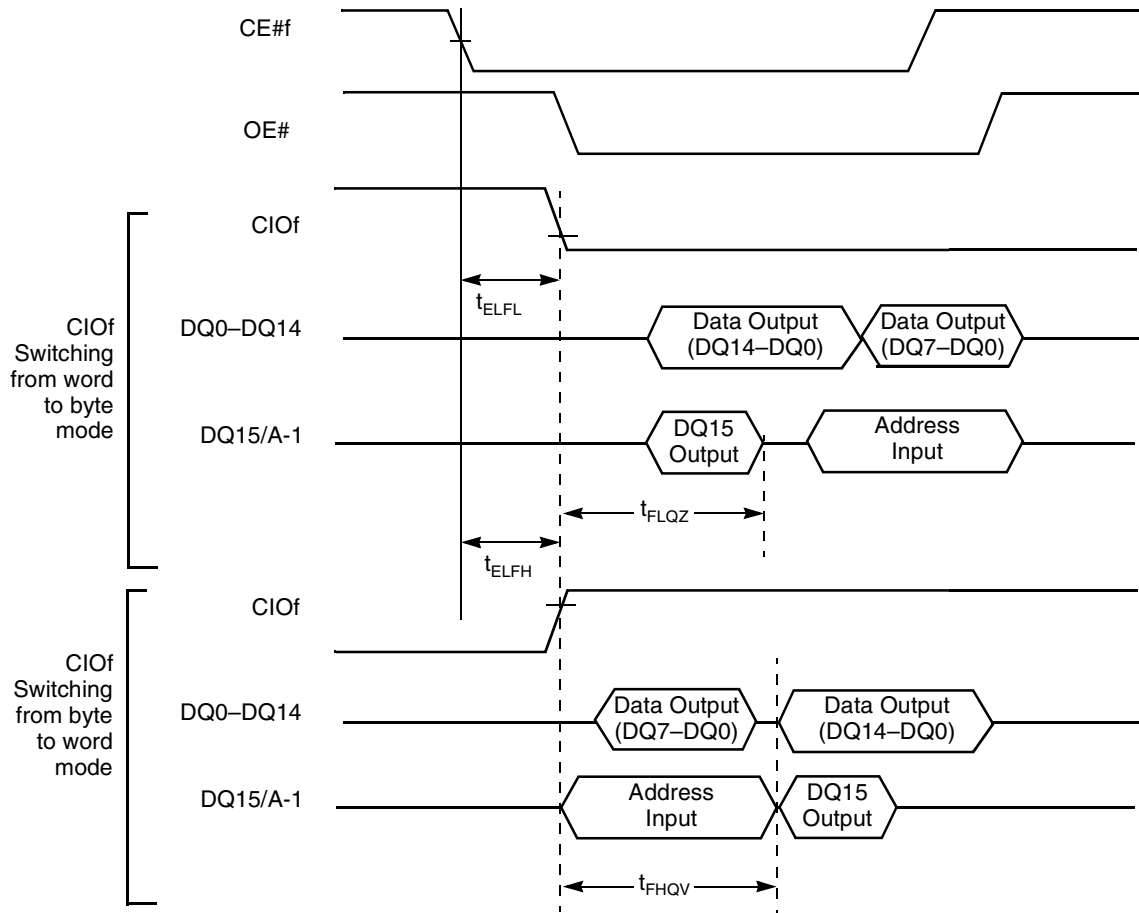 CE#f
OE#
CIOf
tELFL
CIOf
Switching
from word
to byte
mode
DQ0–DQ14
Data Output
(DQ14–DQ0)
Data Output
(DQ7–DQ0)
DQ15/A-1
DQ15
Output
Address
Input
tFLQZ
tELFH
CIOf
CIOf
Switching
from byte
to word
mode
DQ0–DQ14
Data Output
(DQ7–DQ0)
Data Output
(DQ14–DQ0)
DQ15/A-1
Address
Input
DQ15
Output
tFHQV